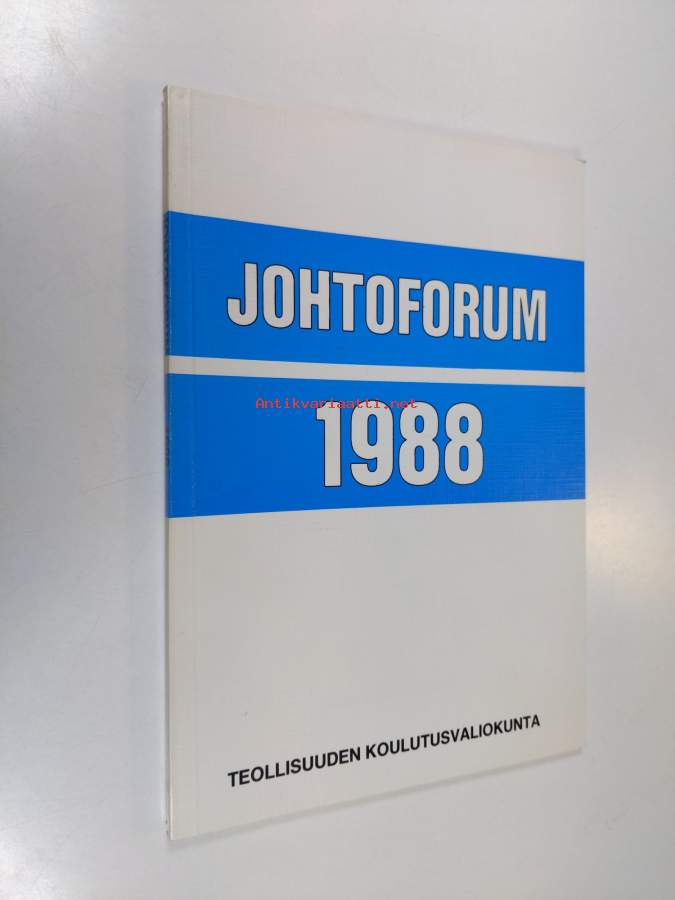 JOHTOFORUM
Antikvariaatti.net
1988
TEOLLISUUDEN KOULUTUSVALIOKUNTA